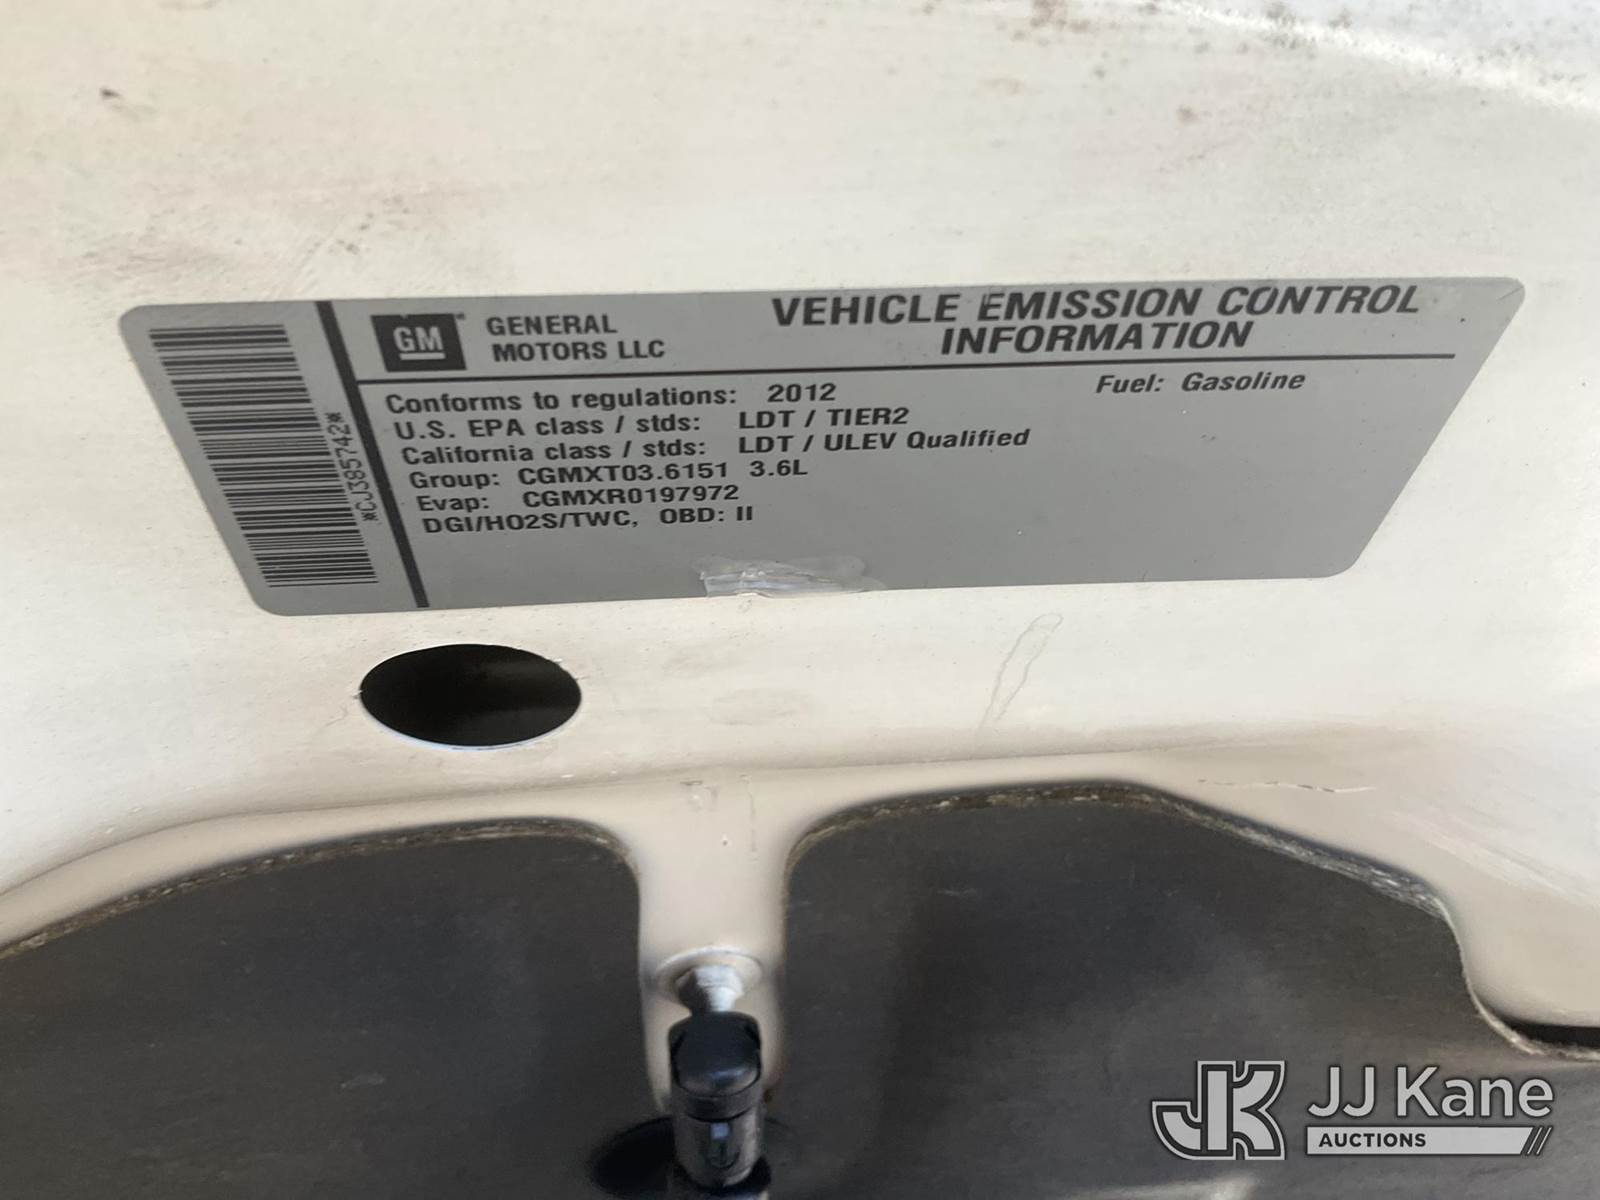 GM
GENERAL
MOTORS LLC
VEHICLE EMISSION CONTROL
INFORMATION
Conforms to regulations: 2012
Fuel: Gasoline
U.S. EPA class / stds: LDT / TIER2
California class / stds: LDT / ULEV Qualified
Group: CGMXT03.6151 3.6L
Evap: CGMXR0197972
DGI/HO2S/TWC, OBD: II
*CJ385742*
JK JJ Kane
AUCTIONS